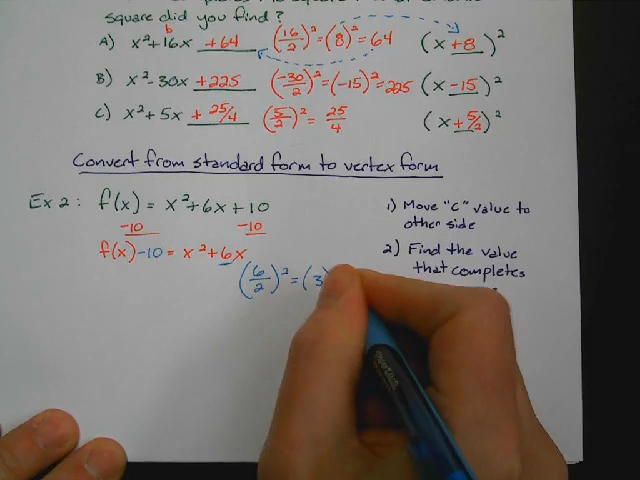 square did you find?
b
A) x²+16x +64 (16/2)²=(8)²=64 (x +8)²
B) x²-30x +225 (-30/2)²=(-15)²=225 (x -15)²
C) x²+5x +25/4 (5/2)²= 25/4 (x +5/2)²
Convert from standard form to vertex form
Ex 2: f(x) = x²+6x+10
-10 -10
f(x)-10 = x²+6x
(6/2)²=(3)
1) Move "C" value to
other side
2) Find the value
that completes